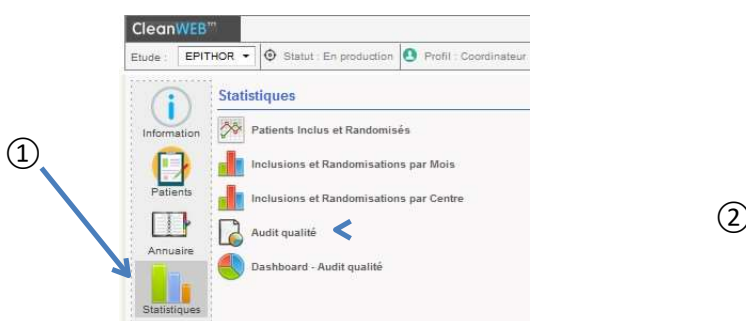 CleanWEB™
Etude : EPITHOR Statut : En production Profil : Coordinateur
Statistiques
Information
Patients Inclus et Randomisés
①
Inclusions et Randomisations par Mois
Patients
Inclusions et Randomisations par Centre
②
Audit qualité
Annuaire
Dashboard - Audit qualité
Statistiques